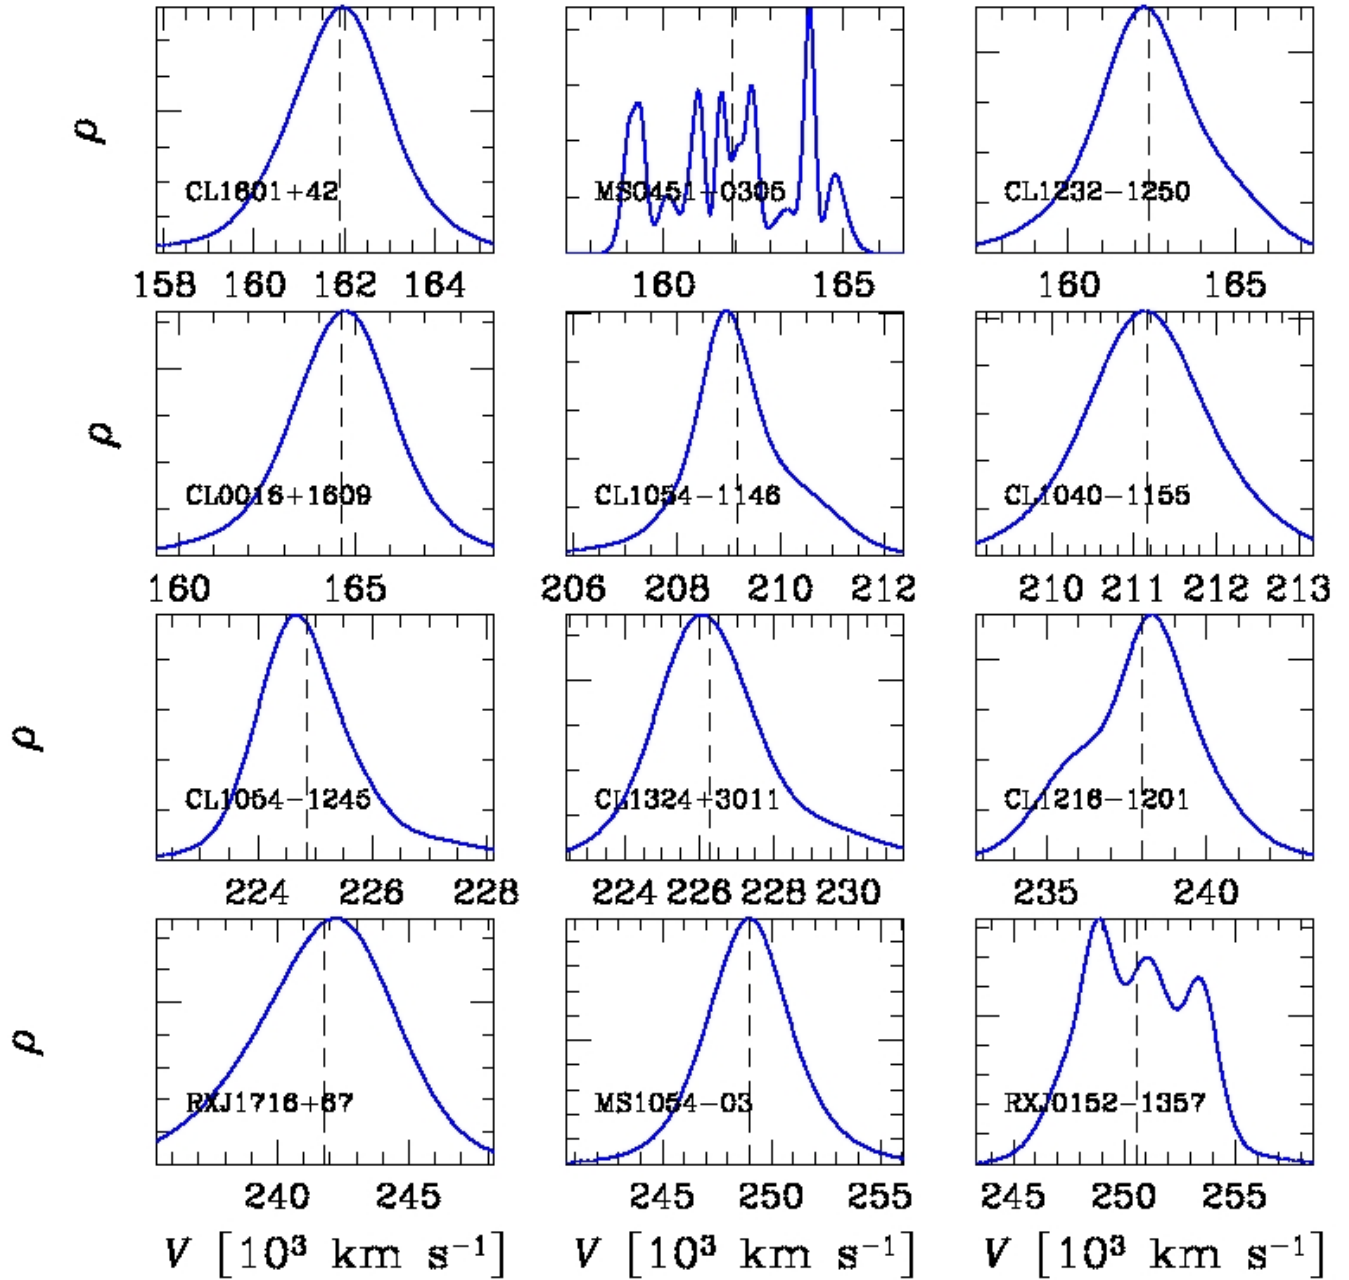 ρ
CL1601+42 MS0451+0305 CL1232−1250
158 160 162 164 160 165 160 165
ρ
CL0016+1609 CL1054−1146 CL1040−1155
160 165 206 208 210 212 210 211 212 213
ρ
CL1054−1245 CL1324+3011 CL1216−1201
224 226 228 224 226 228 230 235 240
ρ
RXJ1716+67 MS1054−03 RXJ0152−1357
240 245 245 250 255 245 250 255
V [10³ km s⁻¹] V [10³ km s⁻¹] V [10³ km s⁻¹]